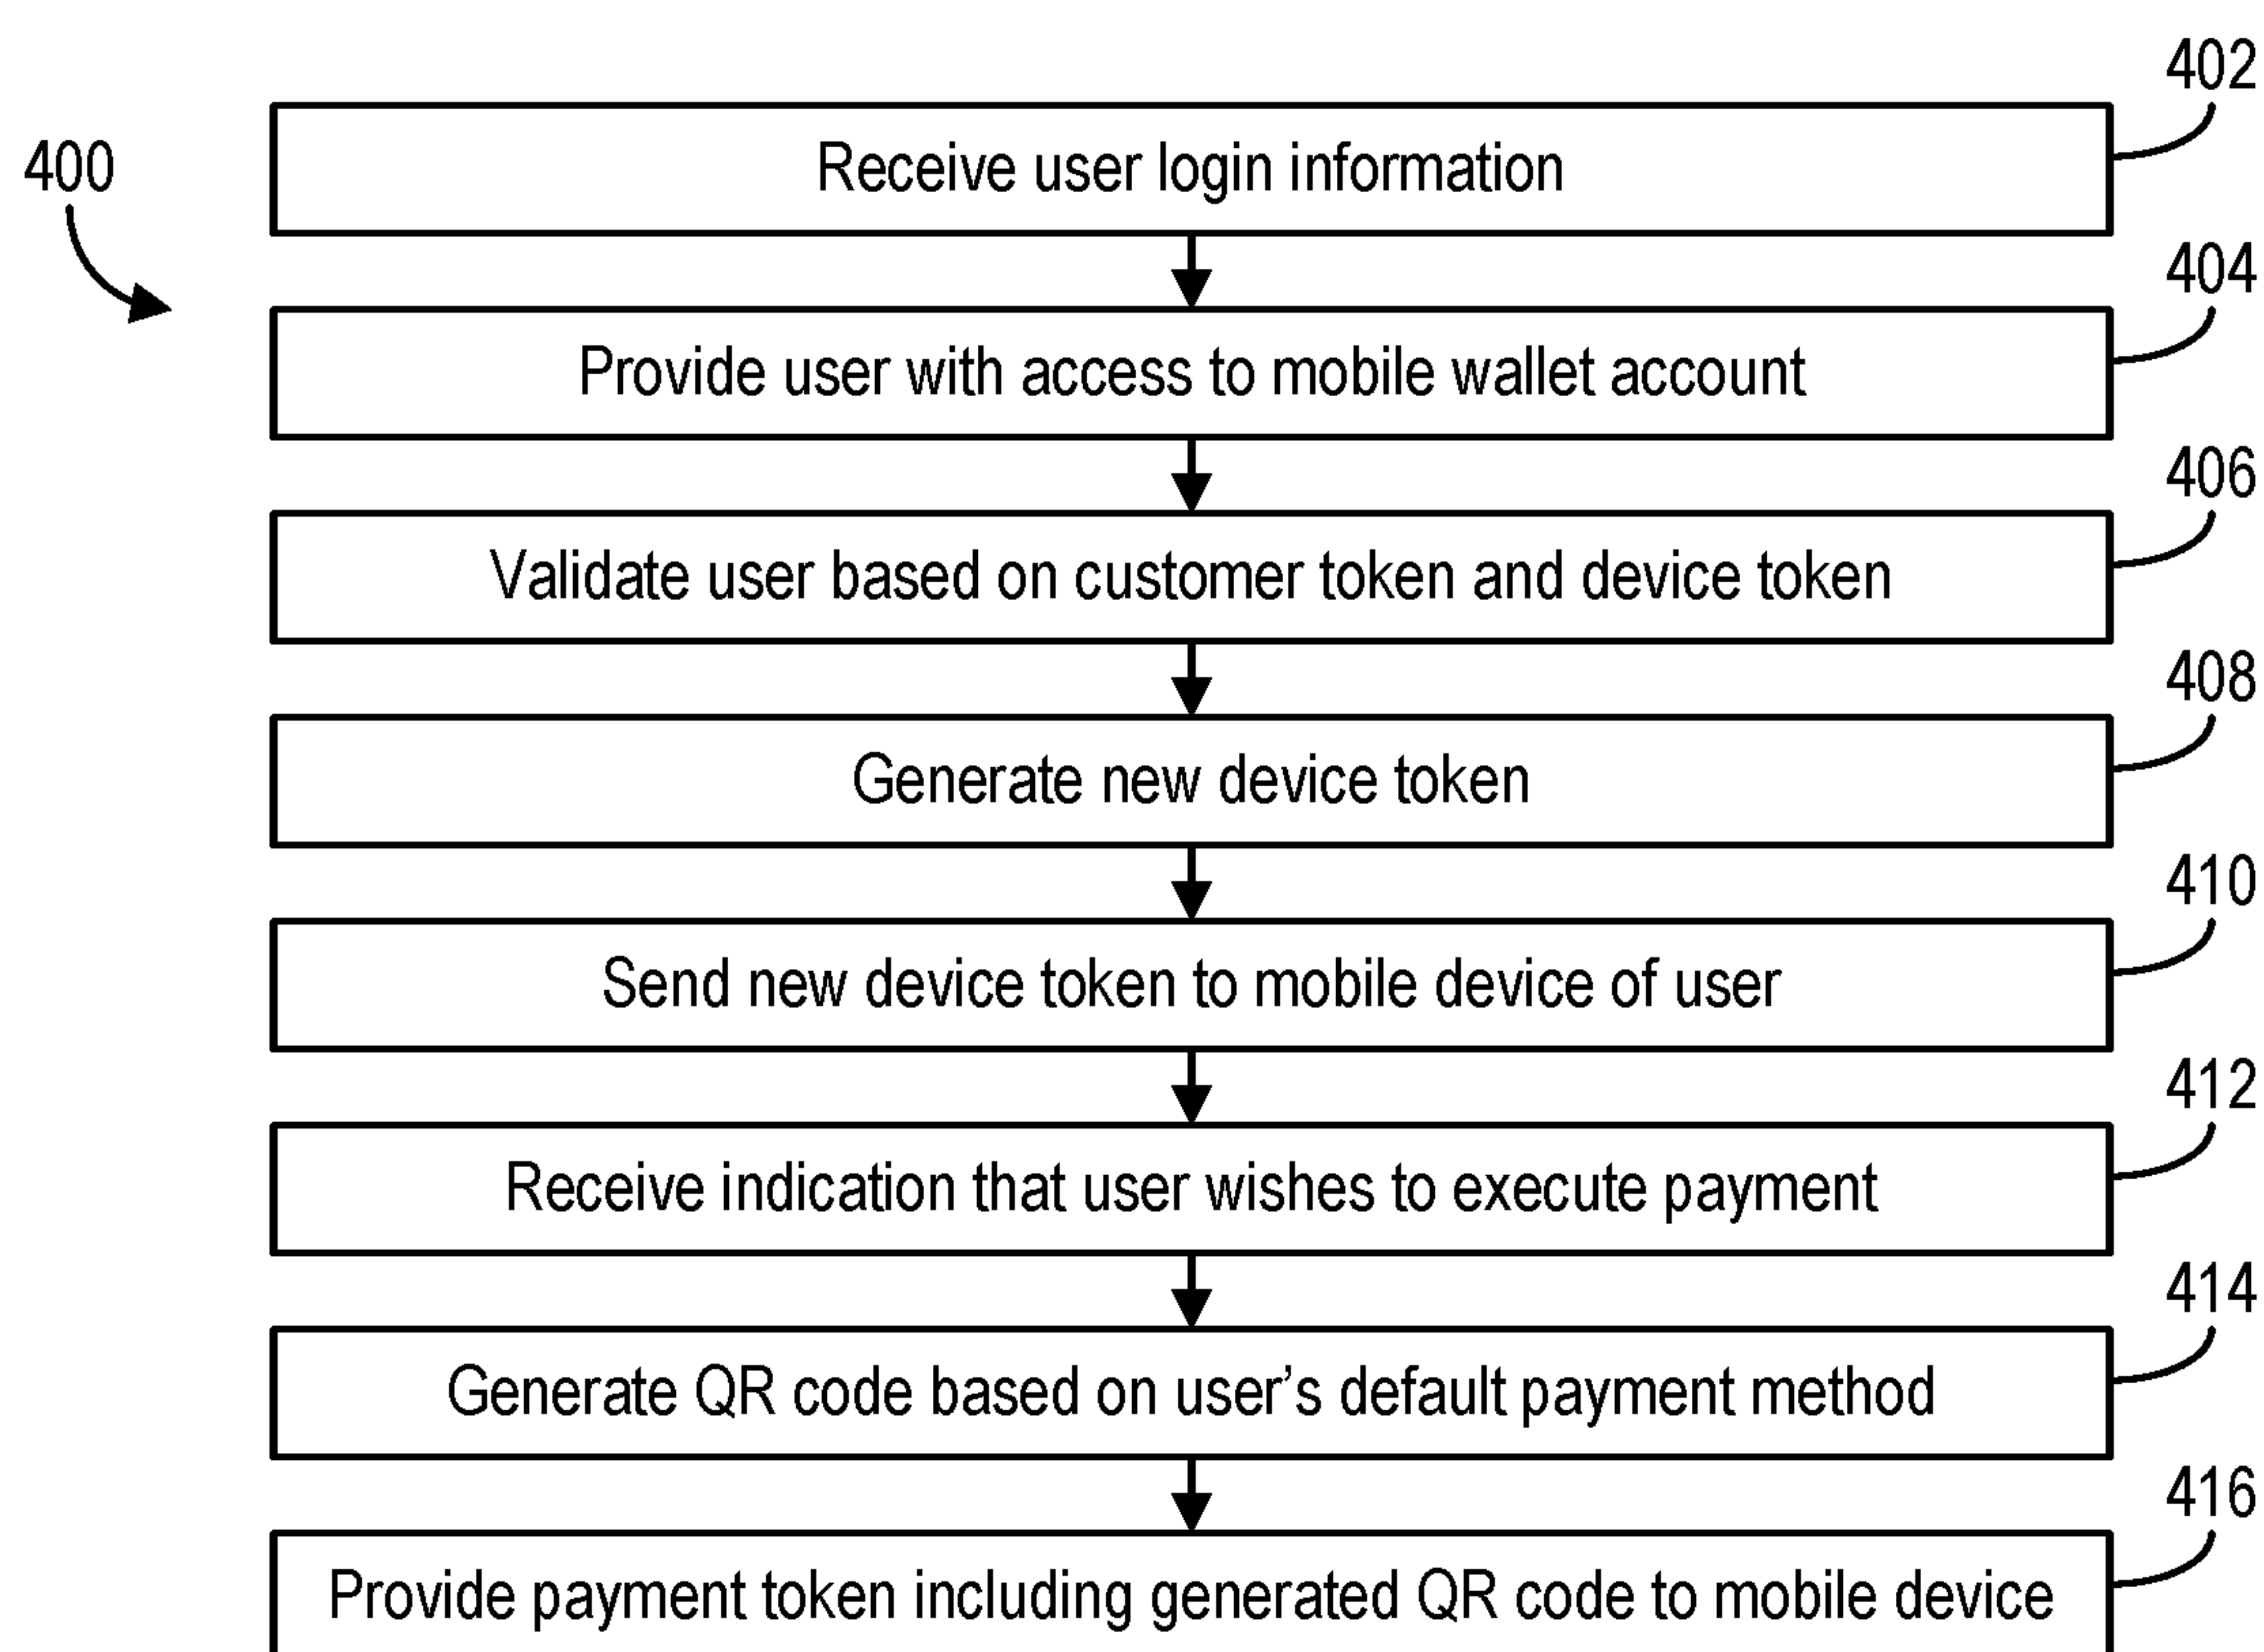 402
400
Receive user login information
404
Provide user with access to mobile wallet account
406
Validate user based on customer token and device token
408
Generate new device token
410
Send new device token to mobile device of user
412
Receive indication that user wishes to execute payment
414
Generate QR code based on user’s default payment method
416
Provide payment token including generated QR code to mobile device